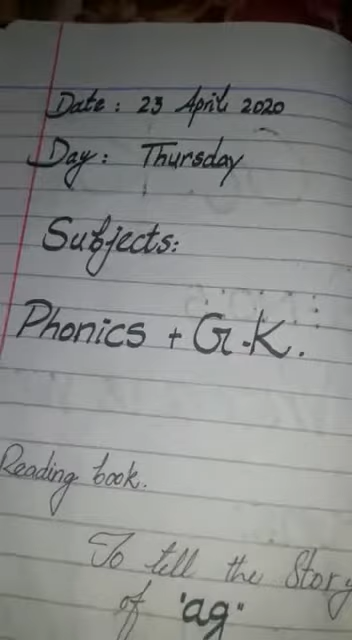 Date: 23 April 2020
Day: Thursday
Subjects:
Phonics + G.K.
Reading book.
To tell the Story
of "ag"